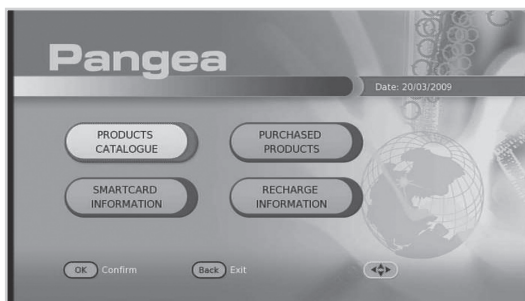 Pangea
Date: 20/03/2009
PRODUCTS
CATALOGUE
PURCHASED
PRODUCTS
SMARTCARD
INFORMATION
RECHARGE
INFORMATION
OK Confirm
Back Exit